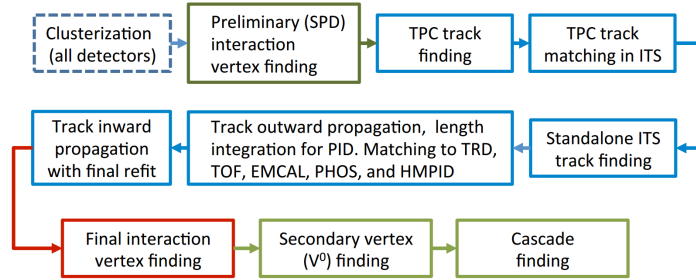 Clusterization
(all detectors)
Preliminary (SPD)
interaction
vertex finding
TPC track
finding
TPC track
matching in ITS
Track inward
propagation
with final refit
Track outward propagation, length
integration for PID. Matching to TRD,
TOF, EMCAL, PHOS, and HMPID
Standalone ITS
track finding
Final interaction
vertex finding
Secondary vertex
(V⁰) finding
Cascade
finding